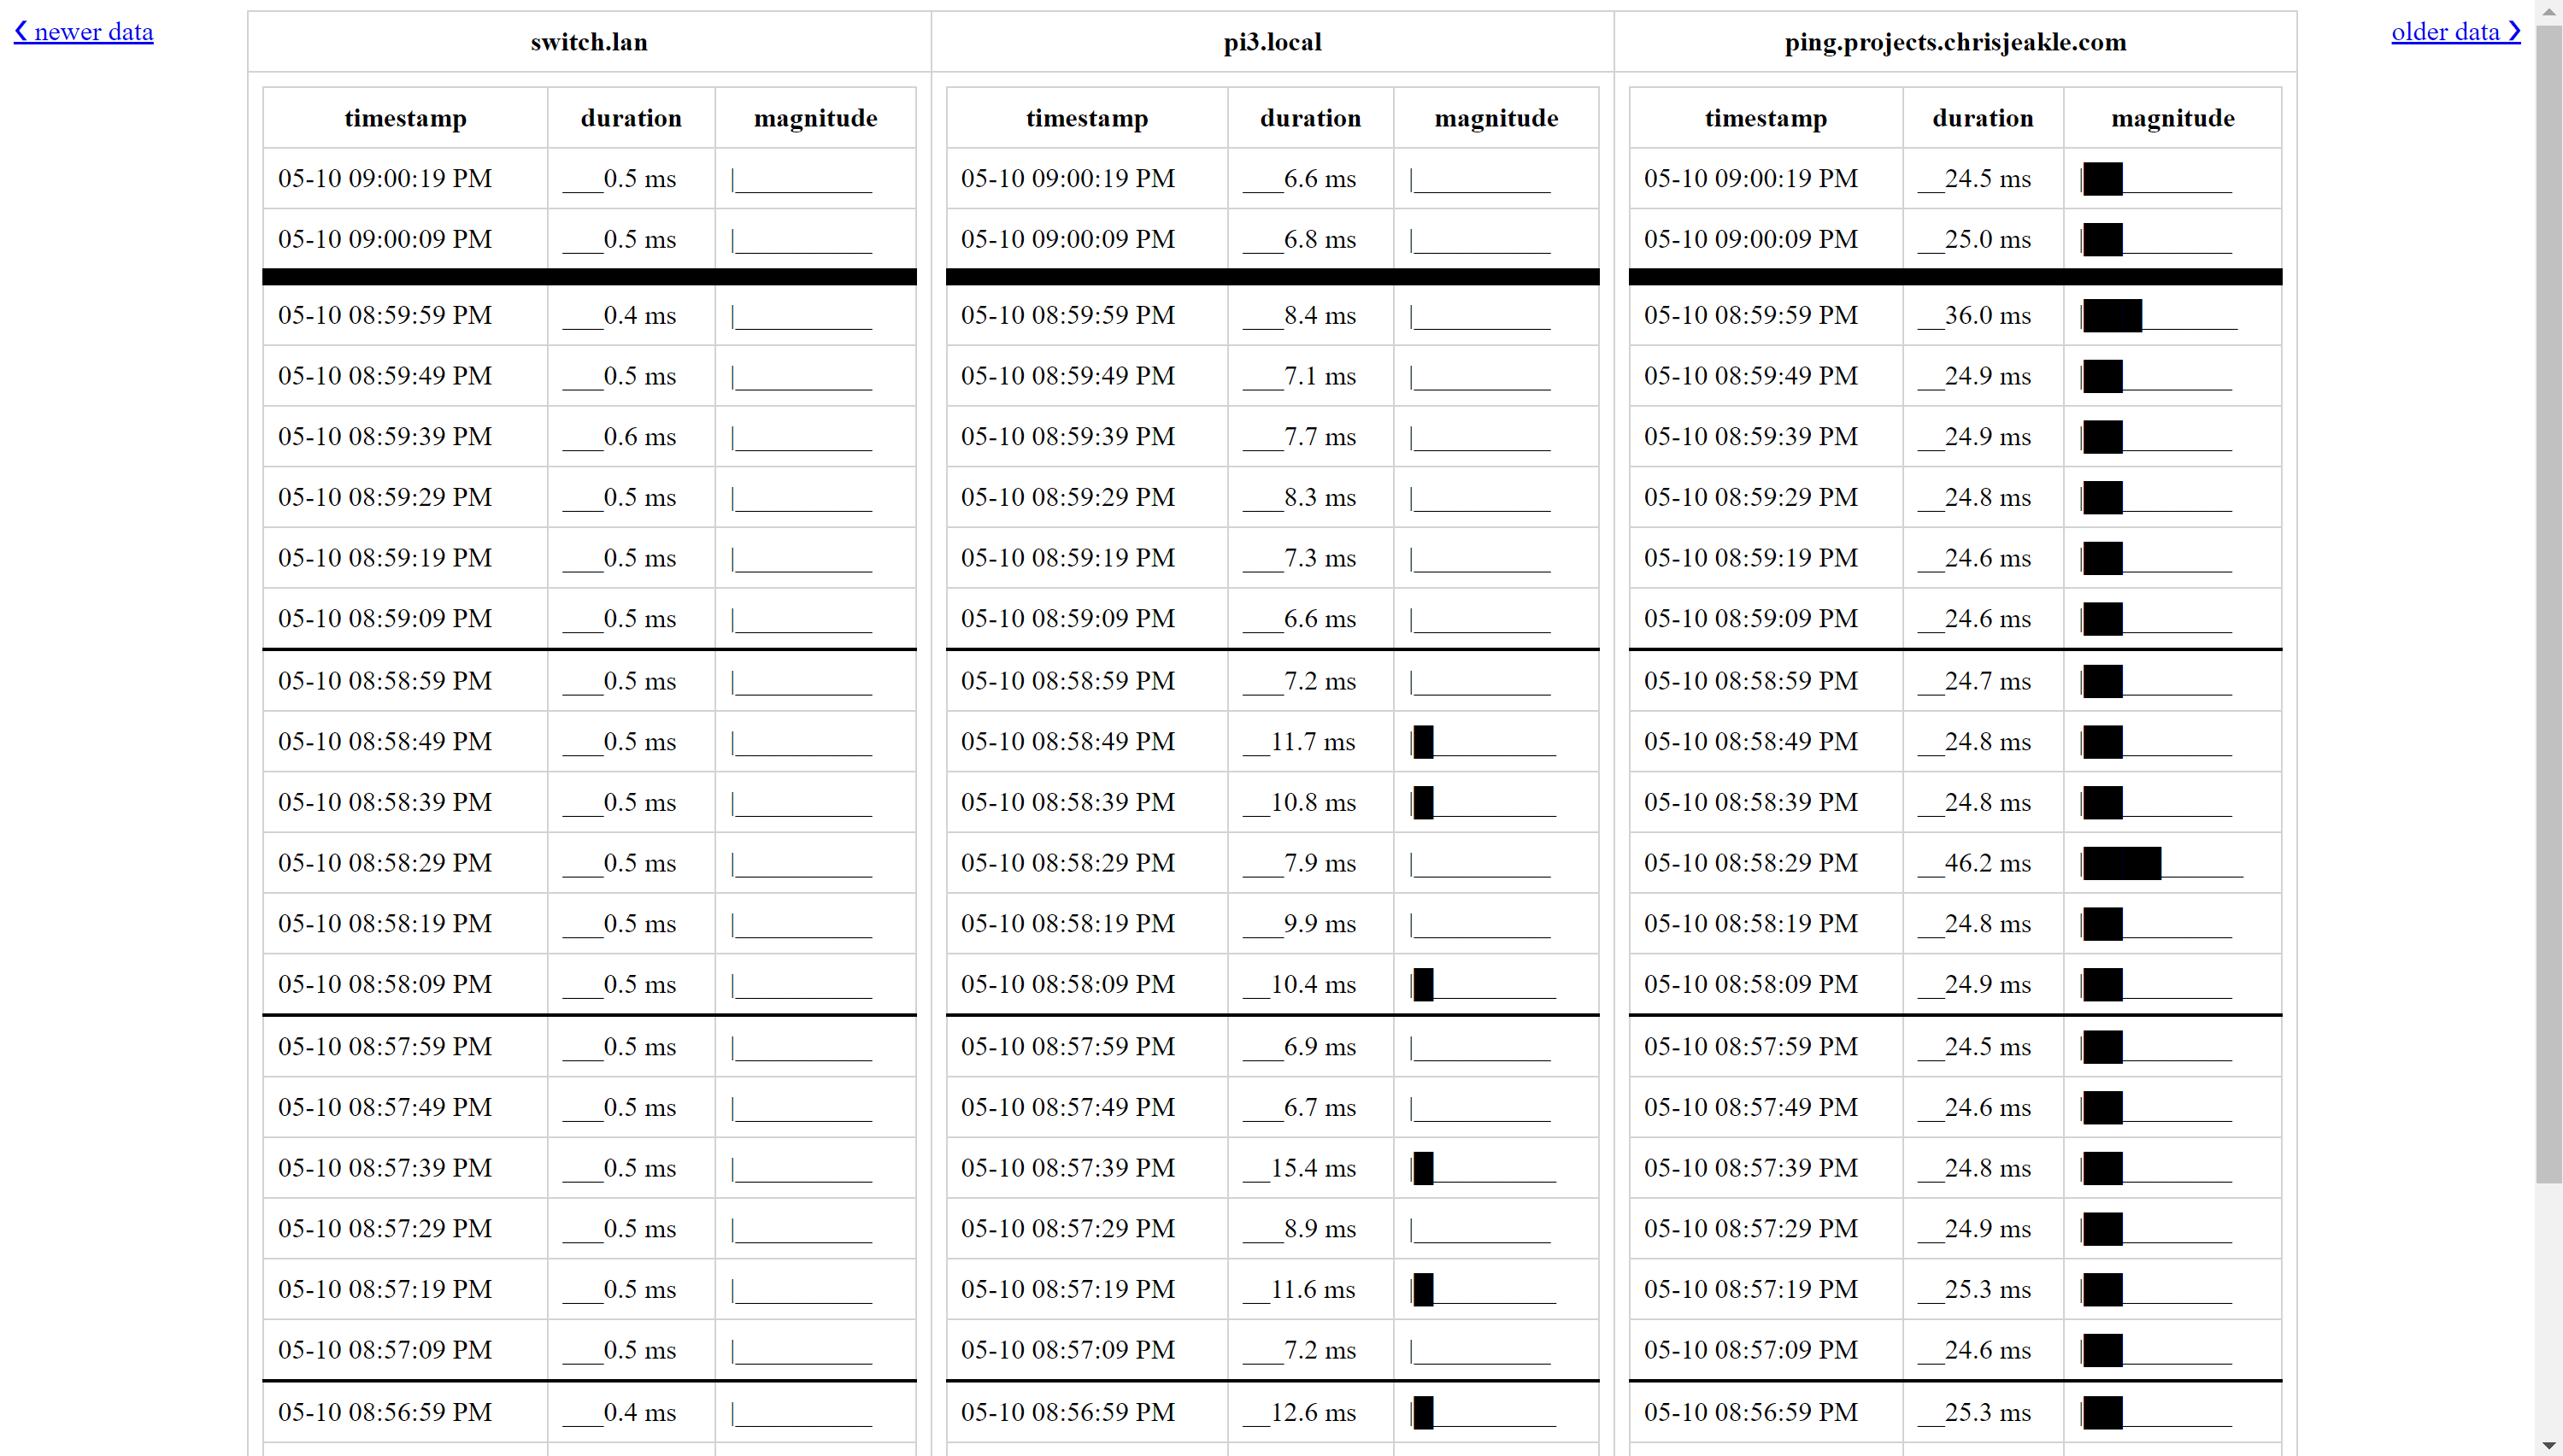 ❮ newer data
older data ❯
switch.lan pi3.local ping.projects.chrisjeakle.com
timestamp duration magnitude timestamp duration magnitude timestamp duration magnitude
05-10 09:00:19 PM ___0.5 ms |__________ 05-10 09:00:19 PM ___6.6 ms |__________ 05-10 09:00:19 PM __24.5 ms |██________
05-10 09:00:09 PM ___0.5 ms |__________ 05-10 09:00:09 PM ___6.8 ms |__________ 05-10 09:00:09 PM __25.0 ms |██________
05-10 08:59:59 PM ___0.4 ms |__________ 05-10 08:59:59 PM ___8.4 ms |__________ 05-10 08:59:59 PM __36.0 ms |███_______
05-10 08:59:49 PM ___0.5 ms |__________ 05-10 08:59:49 PM ___7.1 ms |__________ 05-10 08:59:49 PM __24.9 ms |██________
05-10 08:59:39 PM ___0.6 ms |__________ 05-10 08:59:39 PM ___7.7 ms |__________ 05-10 08:59:39 PM __24.9 ms |██________
05-10 08:59:29 PM ___0.5 ms |__________ 05-10 08:59:29 PM ___8.3 ms |__________ 05-10 08:59:29 PM __24.8 ms |██________
05-10 08:59:19 PM ___0.5 ms |__________ 05-10 08:59:19 PM ___7.3 ms |__________ 05-10 08:59:19 PM __24.6 ms |██________
05-10 08:59:09 PM ___0.5 ms |__________ 05-10 08:59:09 PM ___6.6 ms |__________ 05-10 08:59:09 PM __24.6 ms |██________
05-10 08:58:59 PM ___0.5 ms |__________ 05-10 08:58:59 PM ___7.2 ms |__________ 05-10 08:58:59 PM __24.7 ms |██________
05-10 08:58:49 PM ___0.5 ms |__________ 05-10 08:58:49 PM __11.7 ms |█_________ 05-10 08:58:49 PM __24.8 ms |██________
05-10 08:58:39 PM ___0.5 ms |__________ 05-10 08:58:39 PM __10.8 ms |█_________ 05-10 08:58:39 PM __24.8 ms |██________
05-10 08:58:29 PM ___0.5 ms |__________ 05-10 08:58:29 PM ___7.9 ms |__________ 05-10 08:58:29 PM __46.2 ms |████______
05-10 08:58:19 PM ___0.5 ms |__________ 05-10 08:58:19 PM ___9.9 ms |__________ 05-10 08:58:19 PM __24.8 ms |██________
05-10 08:58:09 PM ___0.5 ms |__________ 05-10 08:58:09 PM __10.4 ms |█_________ 05-10 08:58:09 PM __24.9 ms |██________
05-10 08:57:59 PM ___0.5 ms |__________ 05-10 08:57:59 PM ___6.9 ms |__________ 05-10 08:57:59 PM __24.5 ms |██________
05-10 08:57:49 PM ___0.5 ms |__________ 05-10 08:57:49 PM ___6.7 ms |__________ 05-10 08:57:49 PM __24.6 ms |██________
05-10 08:57:39 PM ___0.5 ms |__________ 05-10 08:57:39 PM __15.4 ms |█_________ 05-10 08:57:39 PM __24.8 ms |██________
05-10 08:57:29 PM ___0.5 ms |__________ 05-10 08:57:29 PM ___8.9 ms |__________ 05-10 08:57:29 PM __24.9 ms |██________
05-10 08:57:19 PM ___0.5 ms |__________ 05-10 08:57:19 PM __11.6 ms |█_________ 05-10 08:57:19 PM __25.3 ms |██________
05-10 08:57:09 PM ___0.5 ms |__________ 05-10 08:57:09 PM ___7.2 ms |__________ 05-10 08:57:09 PM __24.6 ms |██________
05-10 08:56:59 PM ___0.4 ms |__________ 05-10 08:56:59 PM __12.6 ms |█_________ 05-10 08:56:59 PM __25.3 ms |██________